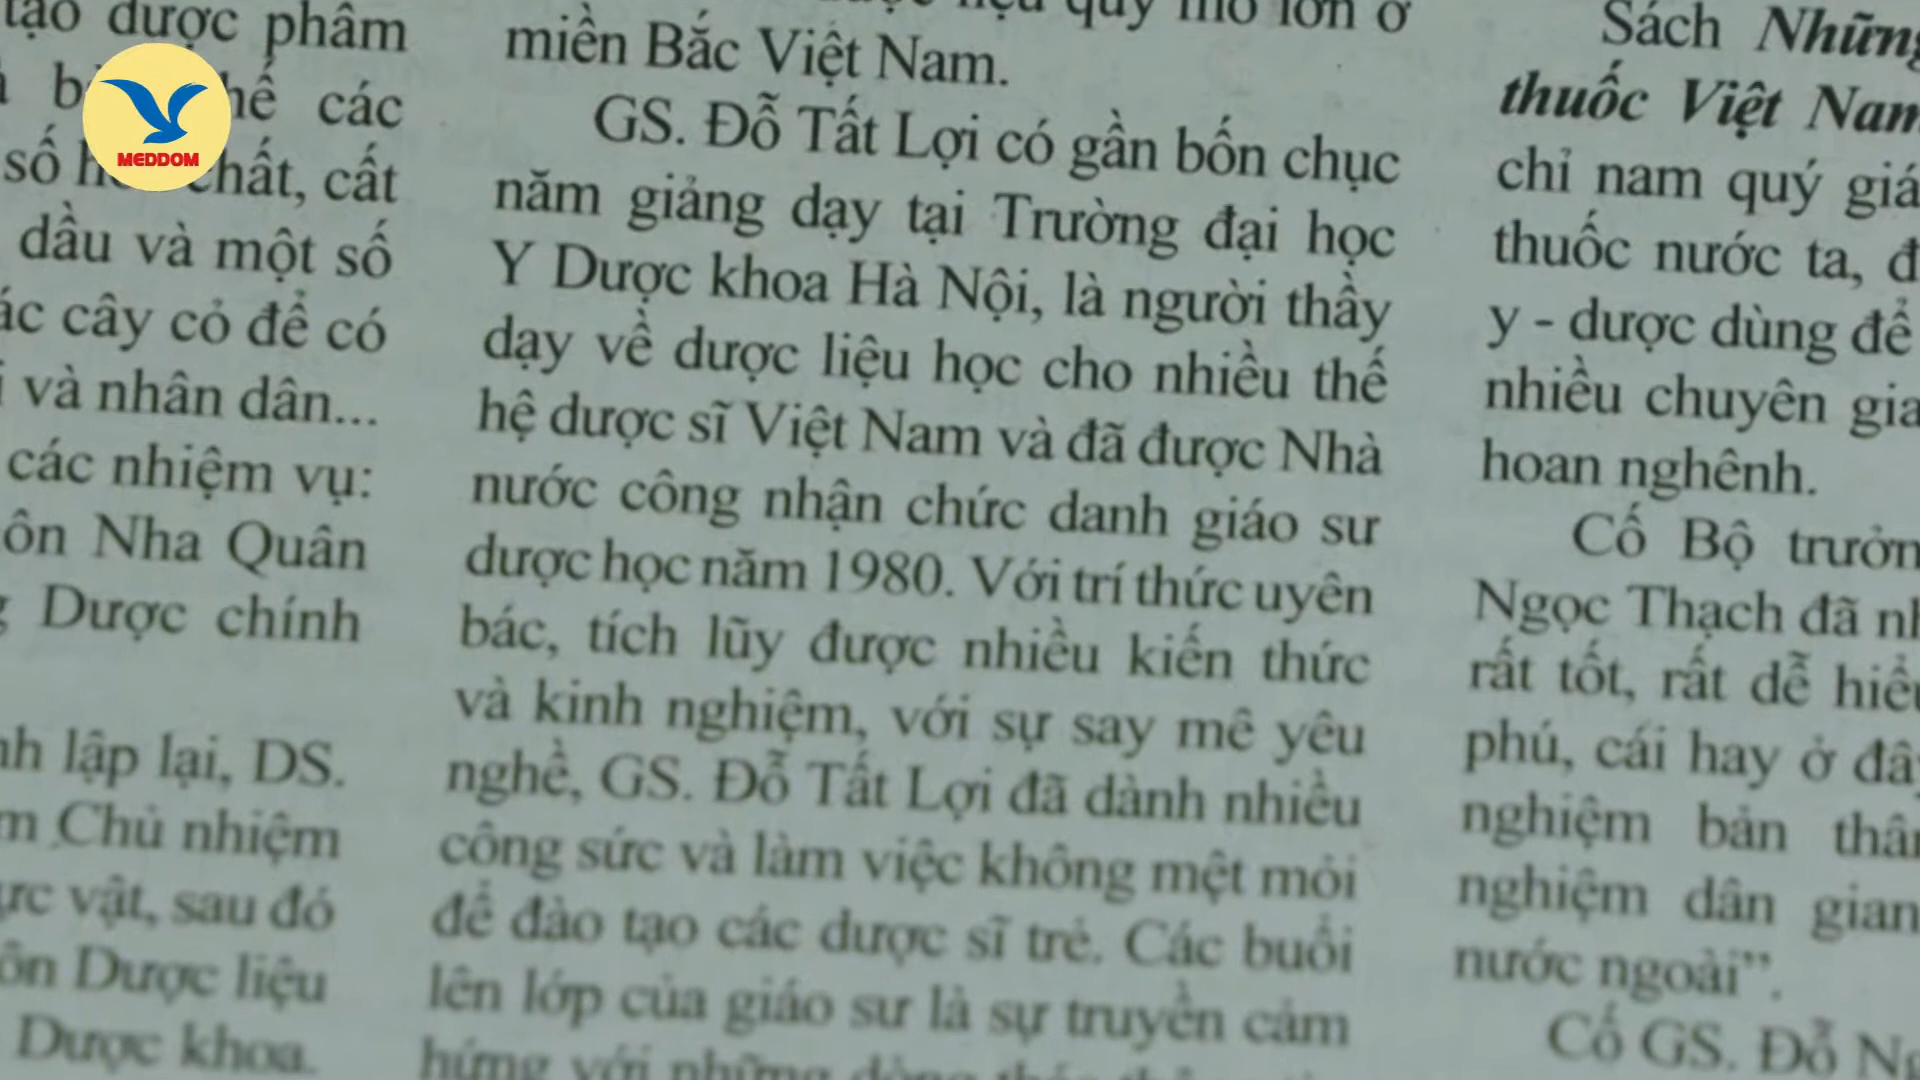 MEDDOM
tạo dược phẩm
thế các
số chất, cất
dầu và một số
cây cỏ để có
và nhân dân...
các nhiệm vụ:
Nha Quân
Dược chính
lập lại, DS.
Chủ nhiệm
vật, sau đó
Dược liệu
Dược khoa.
quy mô lớn ở
miền Bắc Việt Nam.
GS. Đỗ Tất Lợi có gần bốn chục
năm giảng dạy tại Trường đại học
Y Dược khoa Hà Nội, là người thầy
dạy về dược liệu học cho nhiều thế
hệ dược sĩ Việt Nam và đã được Nhà
nước công nhận chức danh giáo sư
dược học năm 1980. Với trí thức uyên
bác, tích lũy được nhiều kiến thức
và kinh nghiệm, với sự say mê yêu
nghề, GS. Đỗ Tất Lợi đã dành nhiều
công sức và làm việc không mệt mỏi
để đào tạo các dược sĩ trẻ. Các buổi
lên lớp của giáo sư là sự truyền cảm
hứng với những
Sách Những
thuốc Việt Nam
chỉ nam quý giá
thuốc nước ta,
y - dược dùng để
nhiều chuyên gia
hoan nghênh.
Cố Bộ
Ngọc Thạch đã
rất tốt, rất dễ
phú, cái hay ở
nghiệm bản
nghiệm dân gian
nước ngoài”.
Cố GS. Đỗ